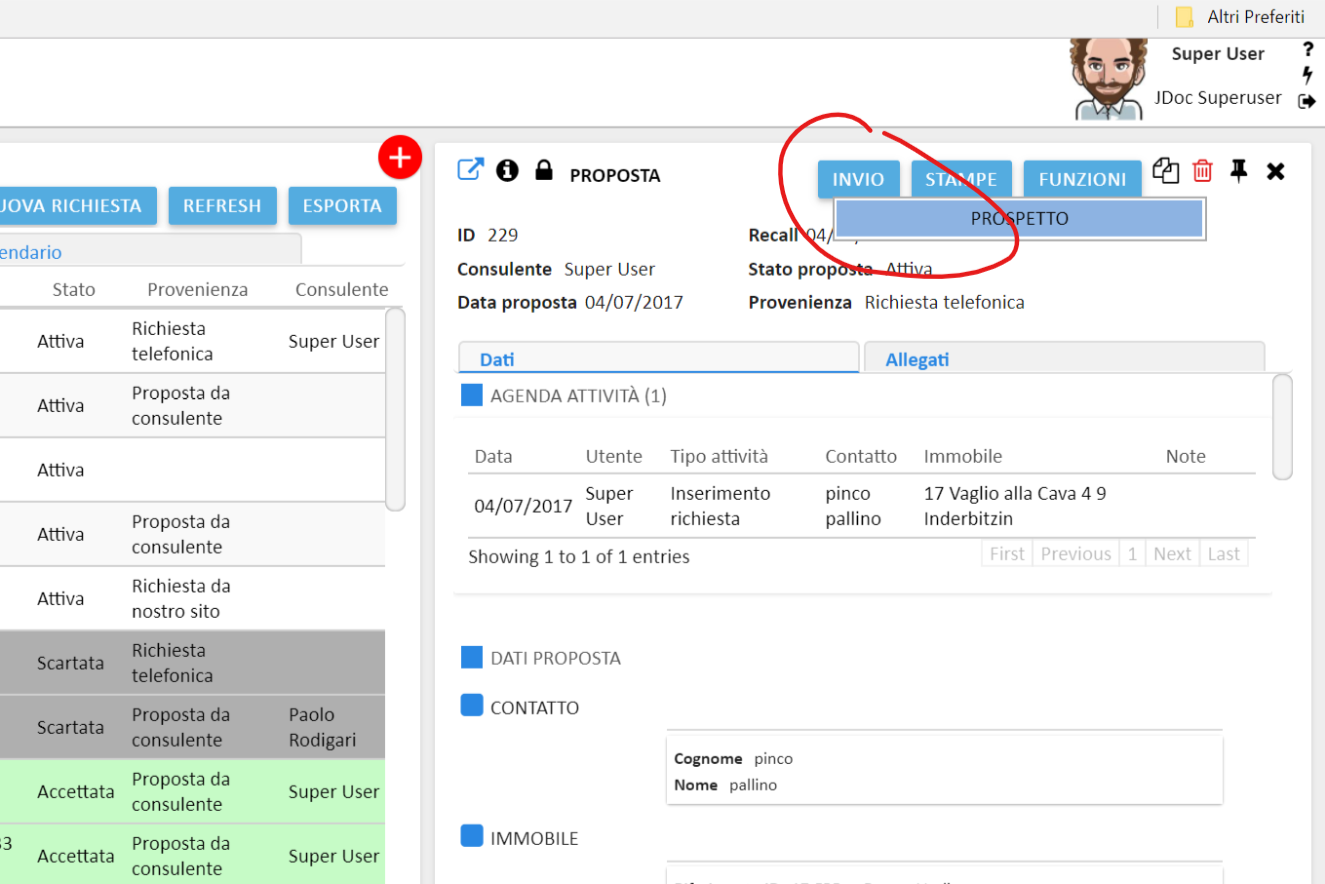 Altri Preferiti
Super User
?
JDoc Superuser
PROPOSTA
INVIO STAMPE FUNZIONI
PROSPETTO
UOVA RICHIESTA REFRESH ESPORTA
endario
Stato Provenienza Consulente
Attiva Richiesta telefonica Super User
Attiva Proposta da consulente
Attiva
Attiva Proposta da consulente
Attiva Richiesta da nostro sito
Scartata Richiesta telefonica
Scartata Proposta da consulente Paolo Rodigari
Accettata Proposta da consulente Super User
33 Accettata Proposta da consulente Super User
ID 229 Recall 04/
Consulente Super User Stato proposta Attiva
Data proposta 04/07/2017 Provenienza Richiesta telefonica
Dati Allegati
AGENDA ATTIVITÀ (1)
Data Utente Tipo attività Contatto Immobile Note
04/07/2017 Super User Inserimento richiesta pinco pallino 17 Vaglio alla Cava 4 9 Inderbitzin
Showing 1 to 1 of 1 entries First Previous 1 Next Last
DATI PROPOSTA
CONTATTO
Cognome pinco
Nome pallino
IMMOBILE